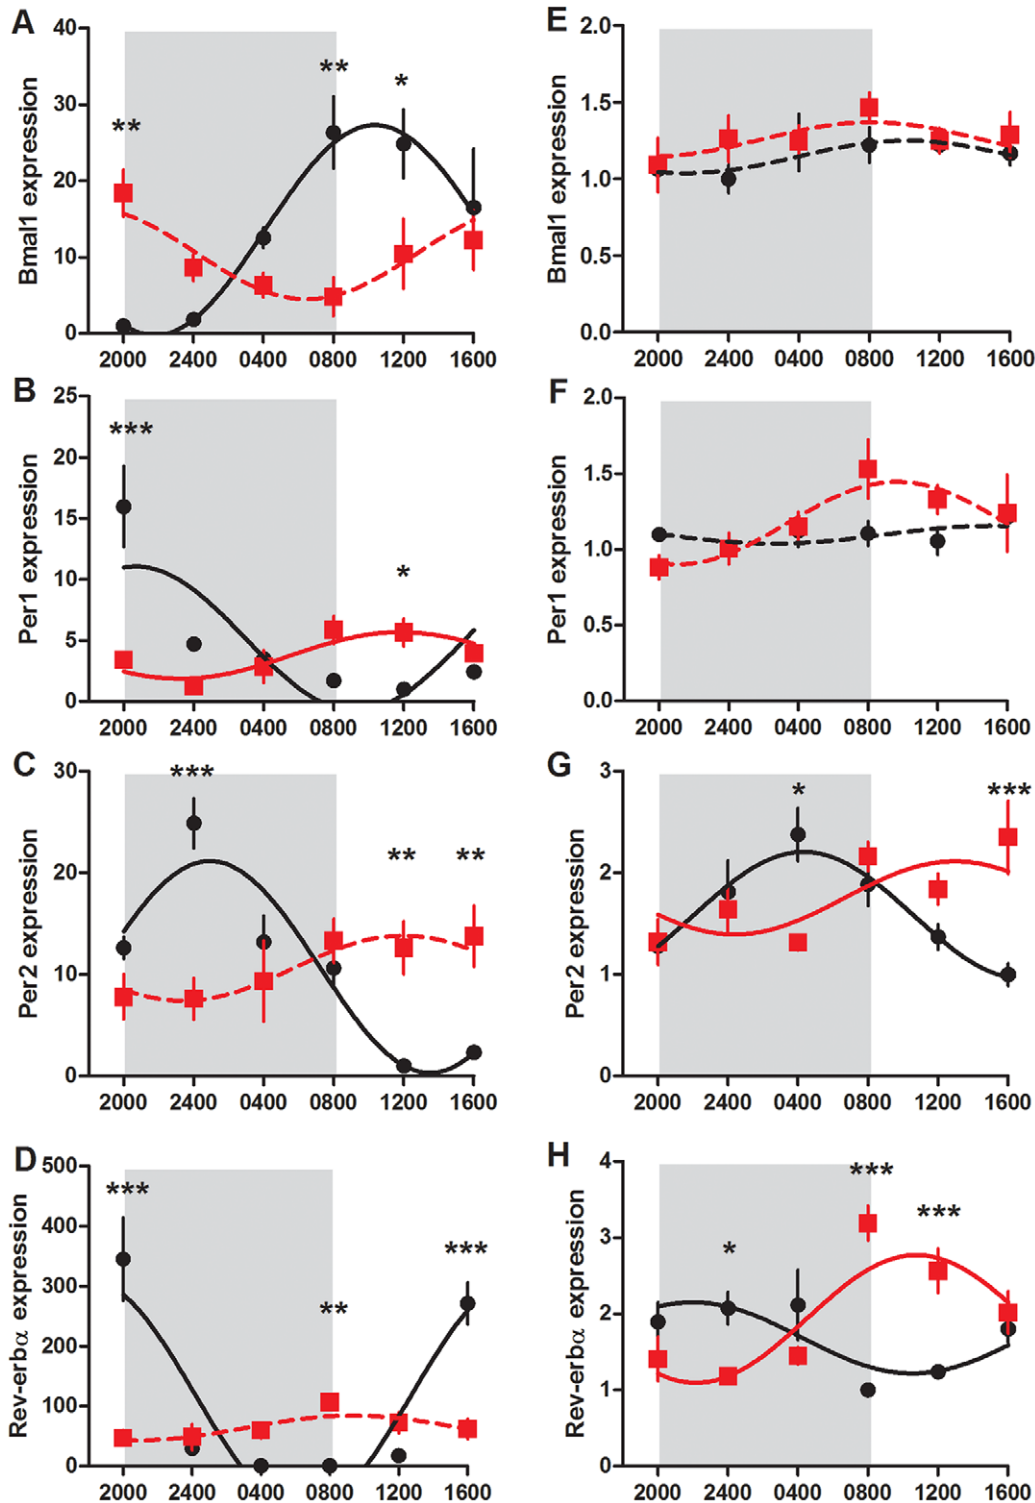 A
Bmal1 expression
40
30
20
10
0
** ** *
2000 2400 0400 0800 1200 1600
B
Per1 expression
25
20
15
10
5
0
*** *
2000 2400 0400 0800 1200 1600
C
Per2 expression
30
20
10
0
*** ** **
2000 2400 0400 0800 1200 1600
D
Rev-erbα expression
500
400
300
200
100
0
*** ** ***
2000 2400 0400 0800 1200 1600
E
Bmal1 expression
2.0
1.5
1.0
0.5
0.0
2000 2400 0400 0800 1200 1600
F
Per1 expression
2.0
1.5
1.0
0.5
0.0
2000 2400 0400 0800 1200 1600
G
Per2 expression
3
2
1
0
* ***
2000 2400 0400 0800 1200 1600
H
Rev-erbα expression
4
3
2
1
0
* *** ***
2000 2400 0400 0800 1200 1600